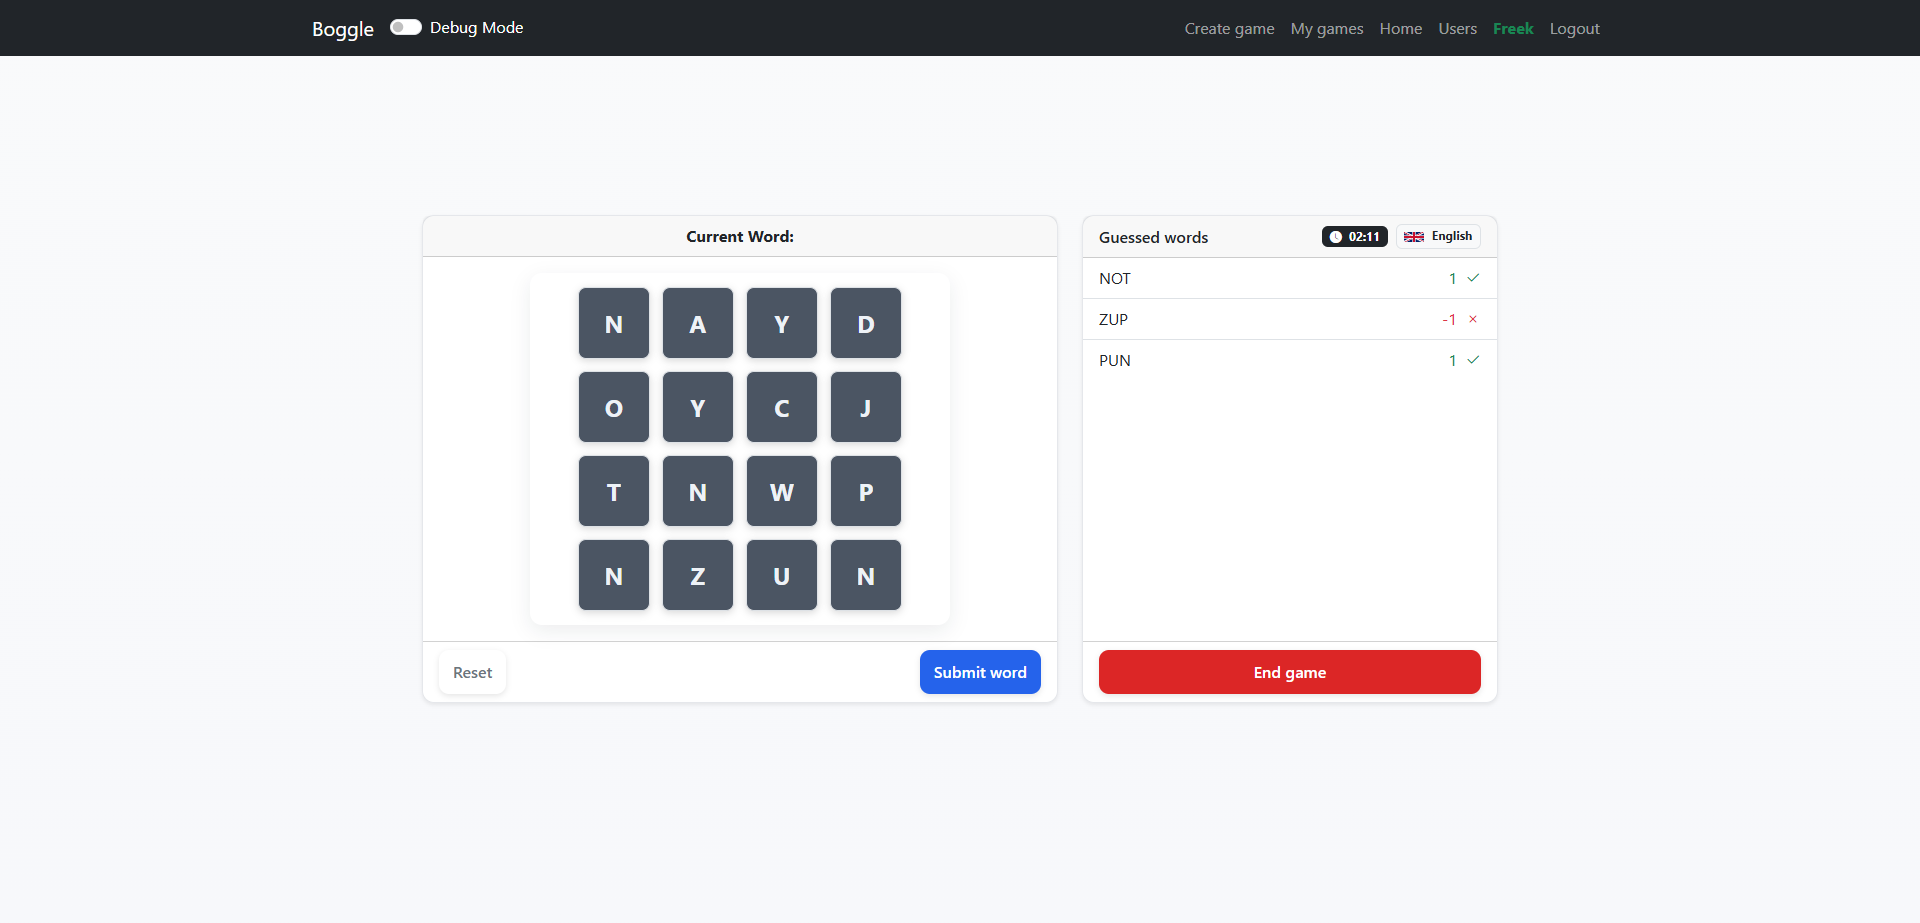 Boggle Debug Mode Create game My games Home Users Freek Logout
Current Word:
N A Y D
O Y C J
T N W P
N Z U N
Reset Submit word
Guessed words 02:11 English
NOT 1
ZUP -1
PUN 1
End game